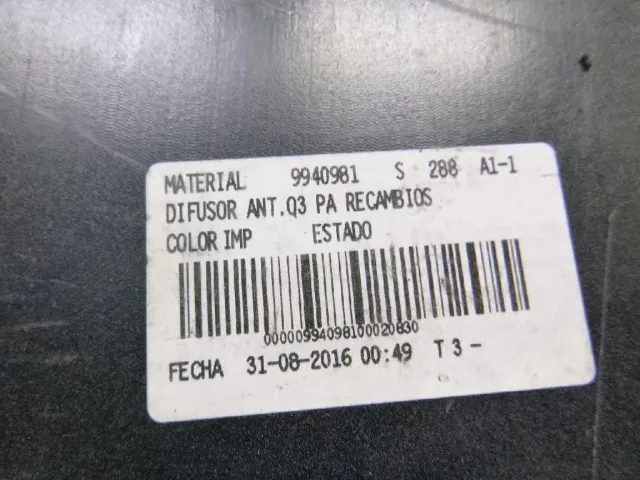 MATERIAL 9940981 S 288 A1-1
DIFUSOR ANT.Q3 PA RECAMBIOS
COLOR IMP ESTADO
00000994098100020830
FECHA 31-08-2016 00:49 T 3 -